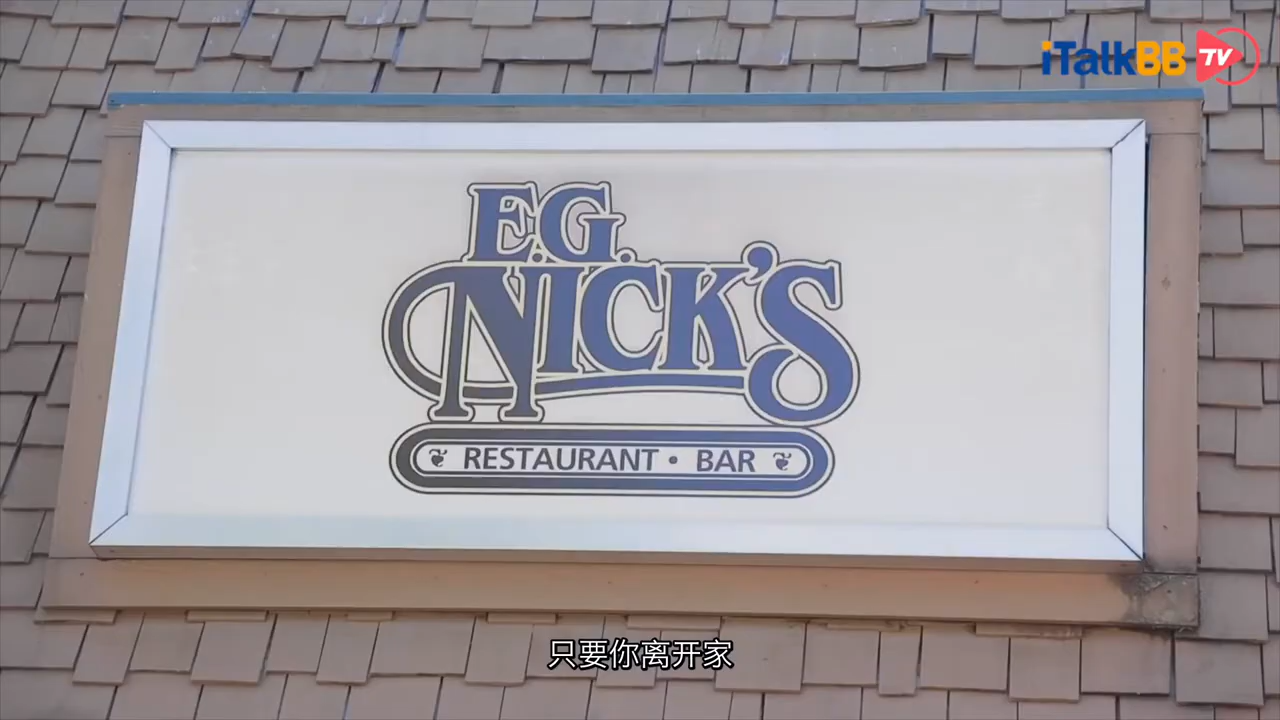 iTalkBB TV
E.G.
NICK'S
RESTAURANT • BAR
只要你离开家